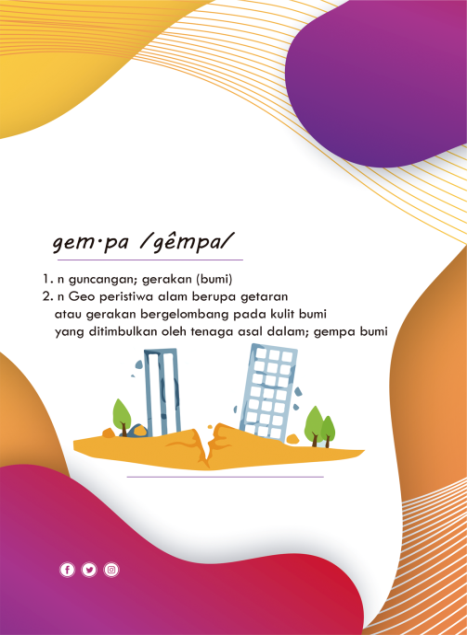 gem·pa /gêmpa/
1. n guncangan; gerakan (bumi)
2. n Geo peristiwa alam berupa getaran
atau gerakan bergelombang pada kulit bumi
yang ditimbulkan oleh tenaga asal dalam; gempa bumi